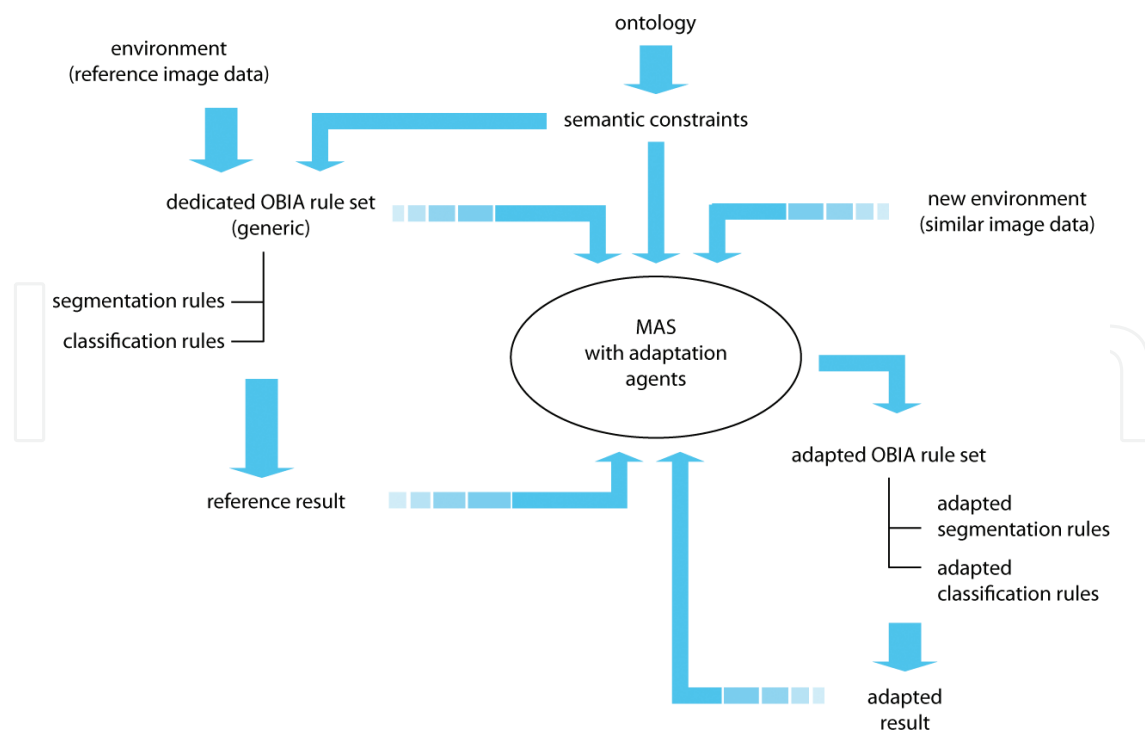 ontology
environment
(reference image data)
semantic constraints
dedicated OBIA rule set
(generic)
new environment
(similar image data)
segmentation rules
classification rules
MAS
with adaptation
agents
adapted OBIA rule set
reference result
adapted
segmentation rules
adapted
classification rules
adapted
result